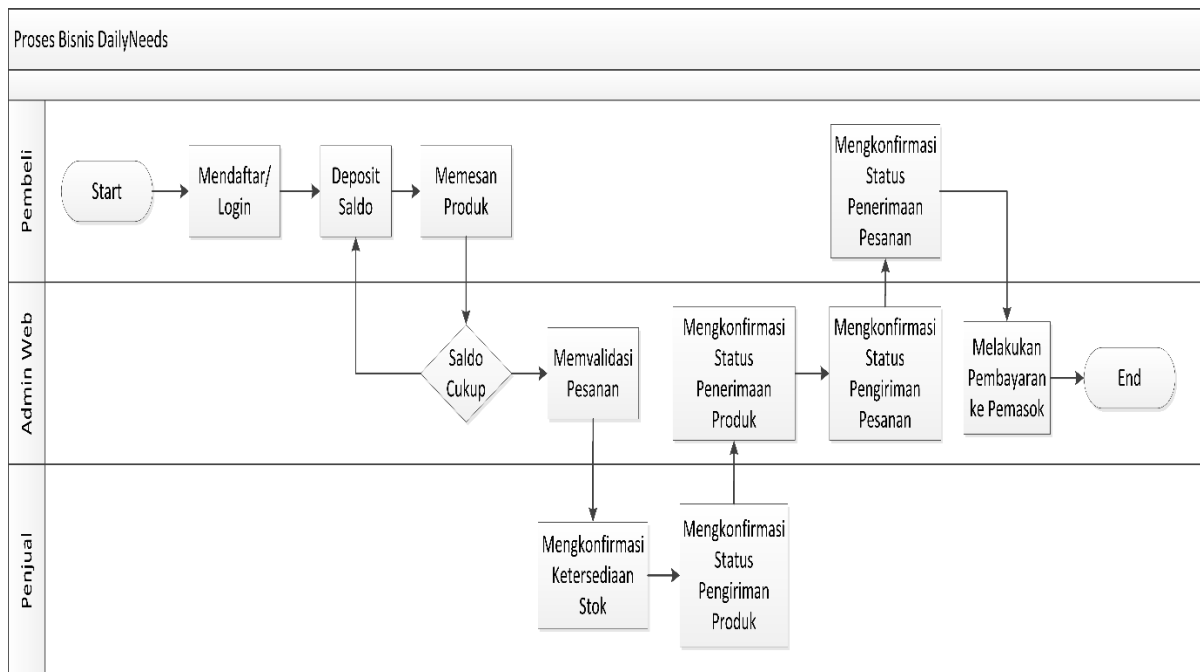 Proses Bisnis DailyNeeds
Pembeli
Start
Mendaftar/
Login
Deposit
Saldo
Memesan
Produk
Mengkonfirmasi
Status
Penerimaan
Pesanan
Admin Web
Saldo
Cukup
Memvalidasi
Pesanan
Mengkonfirmasi
Status
Penerimaan
Produk
Mengkonfirmasi
Status
Pengiriman
Pesanan
Melakukan
Pembayaran
ke Pemasok
End
Penjual
Mengkonfirmasi
Ketersediaan
Stok
Mengkonfirmasi
Status
Pengiriman
Produk